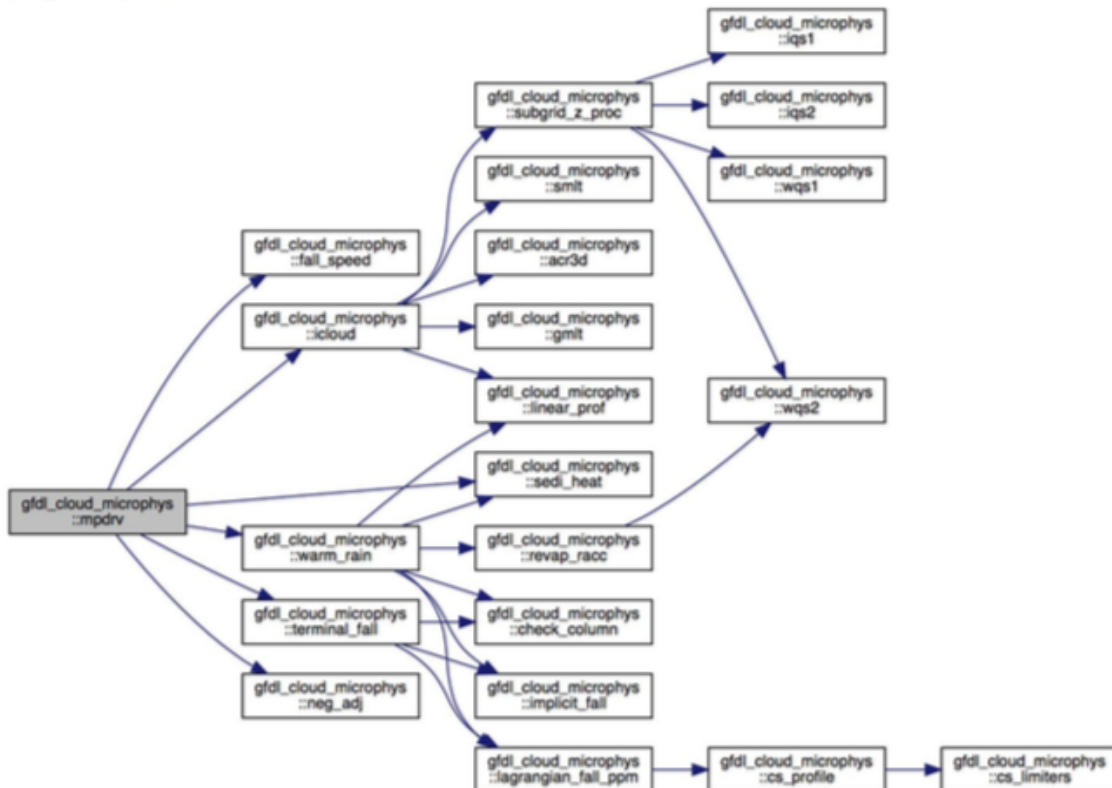 gfdl_cloud_microphys
::iqs1
gfdl_cloud_microphys
::subgrid_z_proc
gfdl_cloud_microphys
::iqs2
gfdl_cloud_microphys
::smlt
gfdl_cloud_microphys
::wqs1
gfdl_cloud_microphys
::fall_speed
gfdl_cloud_microphys
::acr3d
gfdl_cloud_microphys
::icloud
gfdl_cloud_microphys
::gmlt
gfdl_cloud_microphys
::linear_prof
gfdl_cloud_microphys
::wqs2
gfdl_cloud_microphys
::sedi_heat
gfdl_cloud_microphys
::mpdrv
gfdl_cloud_microphys
::warm_rain
gfdl_cloud_microphys
::revap_racc
gfdl_cloud_microphys
::terminal_fall
gfdl_cloud_microphys
::check_column
gfdl_cloud_microphys
::neg_adj
gfdl_cloud_microphys
::implicit_fall
gfdl_cloud_microphys
::lagrangian_fall_ppm
gfdl_cloud_microphys
::cs_profile
gfdl_cloud_microphys
::cs_limiters